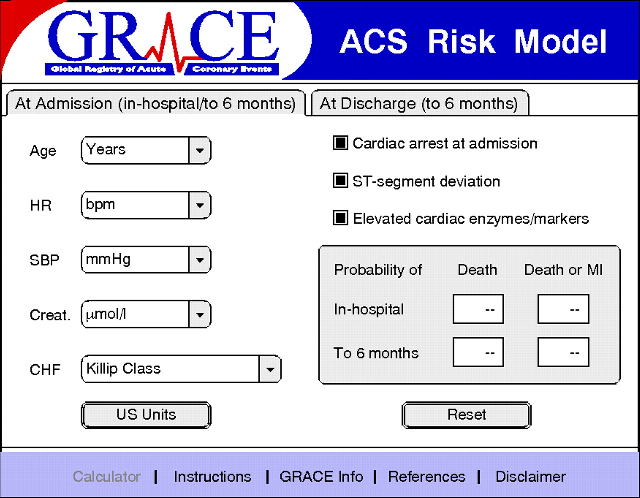 GRACE
Global Registry of Acute Coronary Events
ACS Risk Model
At Admission (in-hospital/to 6 months)
At Discharge (to 6 months)
Age Years
HR bpm
SBP mmHg
Creat. μmol/l
CHF Killip Class
US Units
Cardiac arrest at admission
ST-segment deviation
Elevated cardiac enzymes/markers
Probability of Death Death or MI
In-hospital -- --
To 6 months -- --
Reset
Calculator | Instructions | GRACE Info | References | Disclaimer